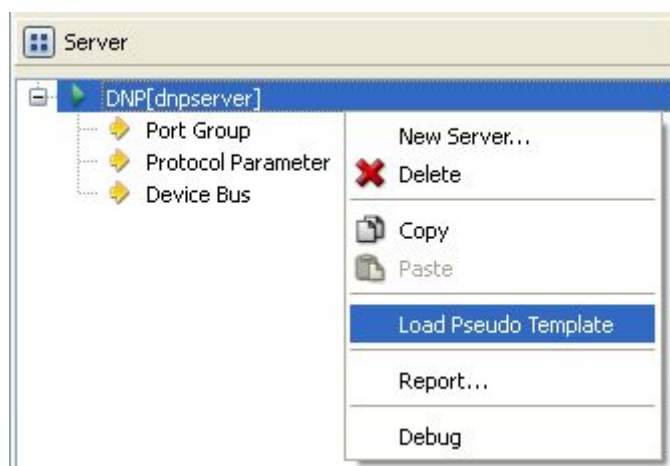 Server
DNP[dnpserver]
Port Group
Protocol Parameter
Device Bus
New Server...
Delete
Copy
Paste
Load Pseudo Template
Report...
Debug